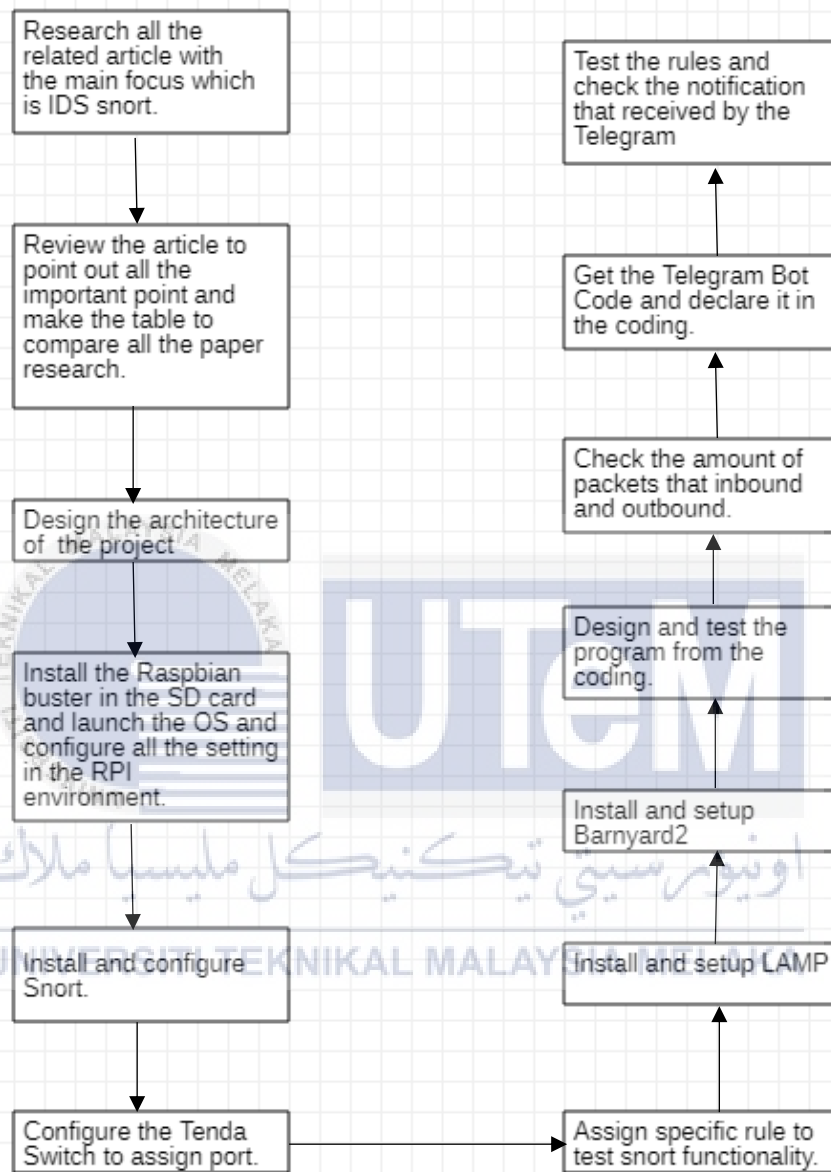 Research all the
related article with
the main focus which
is IDS snort.
Review the article to
point out all the
important point and
make the table to
compare all the paper
research.
Design the architecture
of  the project
Install the Raspbian
buster in the SD card
and launch the OS and
configure all the setting
in the RPI
environment.
Install and configure
Snort.
Configure the Tenda
Switch to assign port.
Assign specific rule to
test snort functionality.
Install and setup LAMP
Install and setup
Barnyard2
Design and test the
program from the
coding.
Check the amount of
packets that inbound
and outbound.
Get the Telegram Bot
Code and declare it in
the coding.
Test the rules and
check the notification
that received by the
Telegram
UTeM
اونيۏرسيتي تيكنيكل مليسيا ملاك
UNIVERSITI TEKNIKAL MALAYSIA MELAKA